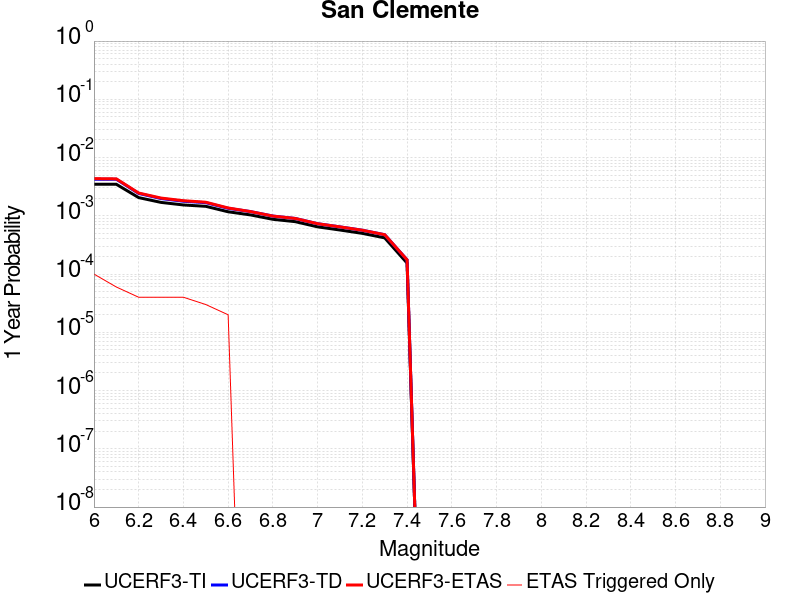 San Clemente
10^0
10^-1
10^-2
10^-3
10^-4
10^-5
10^-6
10^-7
10^-8
1 Year Probability
6 6.2 6.4 6.6 6.8 7 7.2 7.4 7.6 7.8 8 8.2 8.4 8.6 8.8 9
Magnitude
UCERF3-TI UCERF3-TD UCERF3-ETAS ETAS Triggered Only